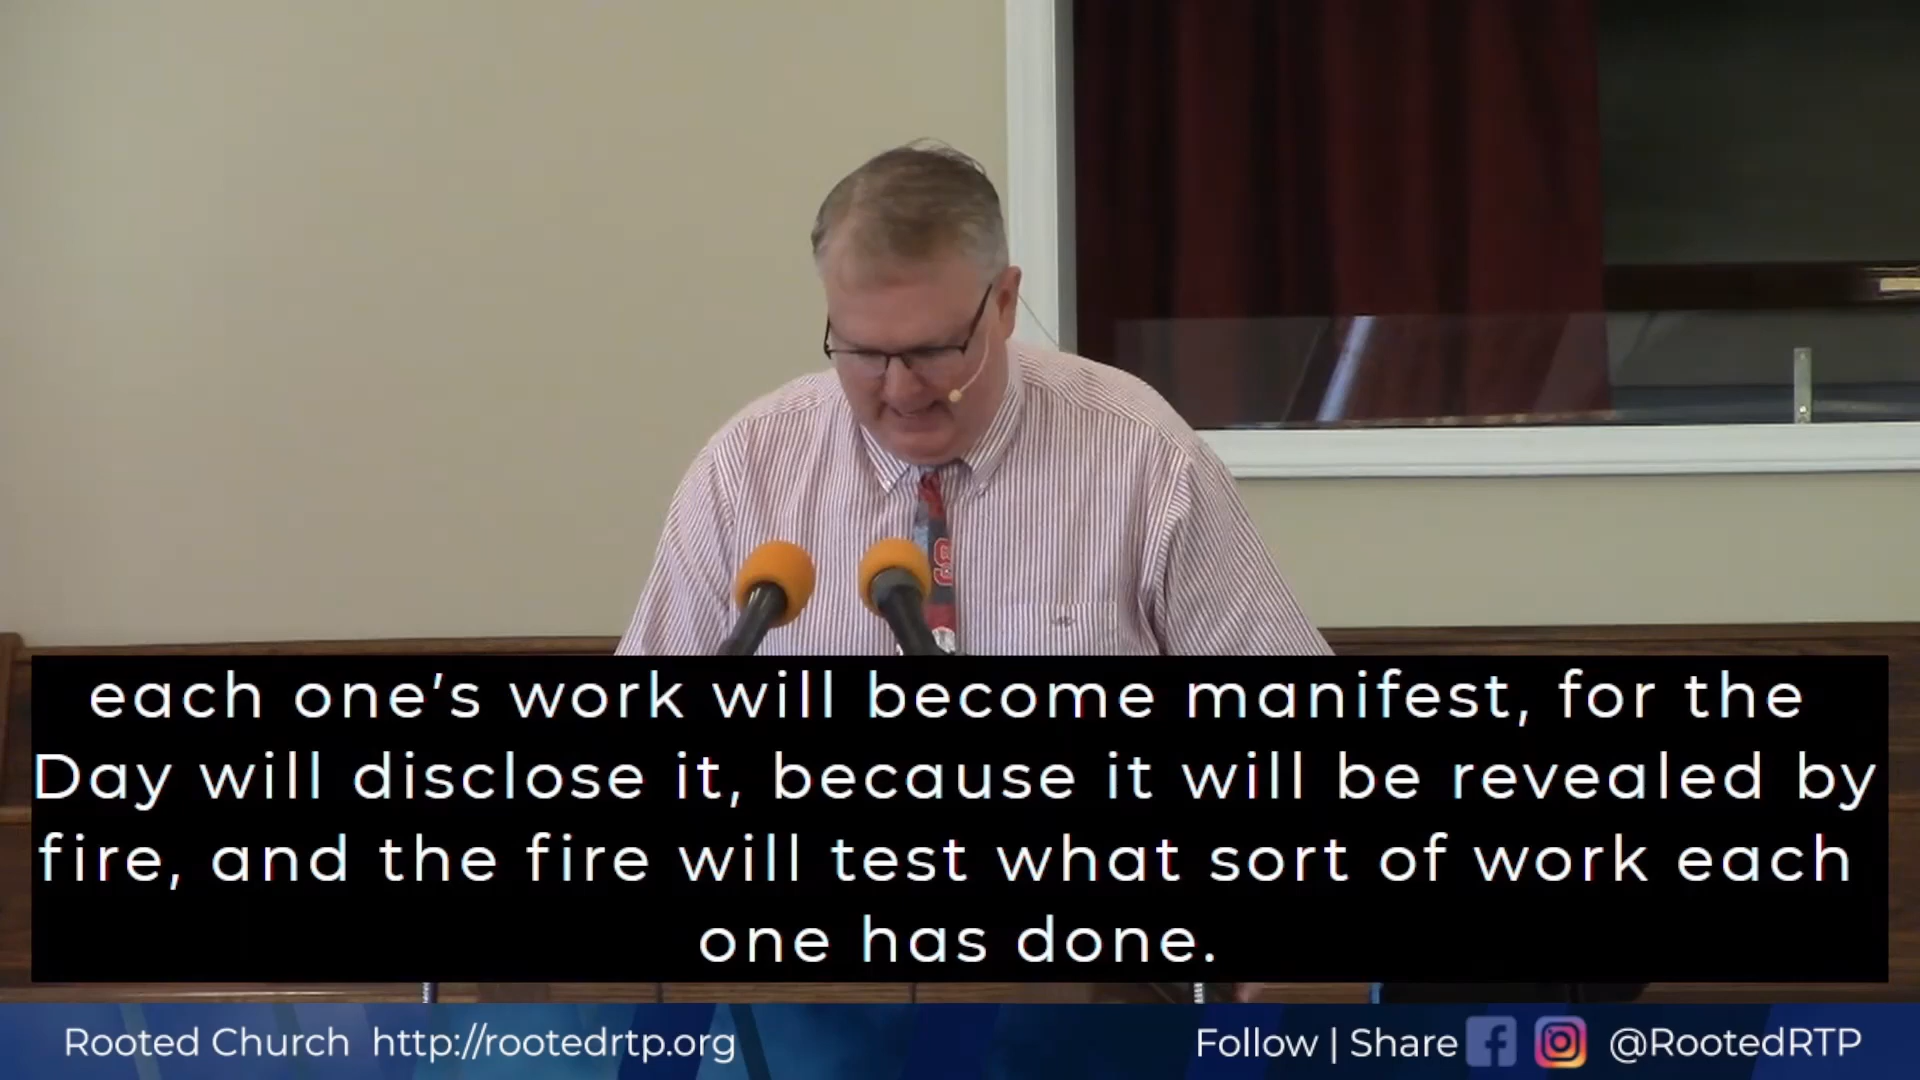 each one’s work will become manifest, for the
Day will disclose it, because it will be revealed by
fire, and the fire will test what sort of work each
one has done.
Rooted Church http://rootedrtp.org
Follow | Share @RootedRTP